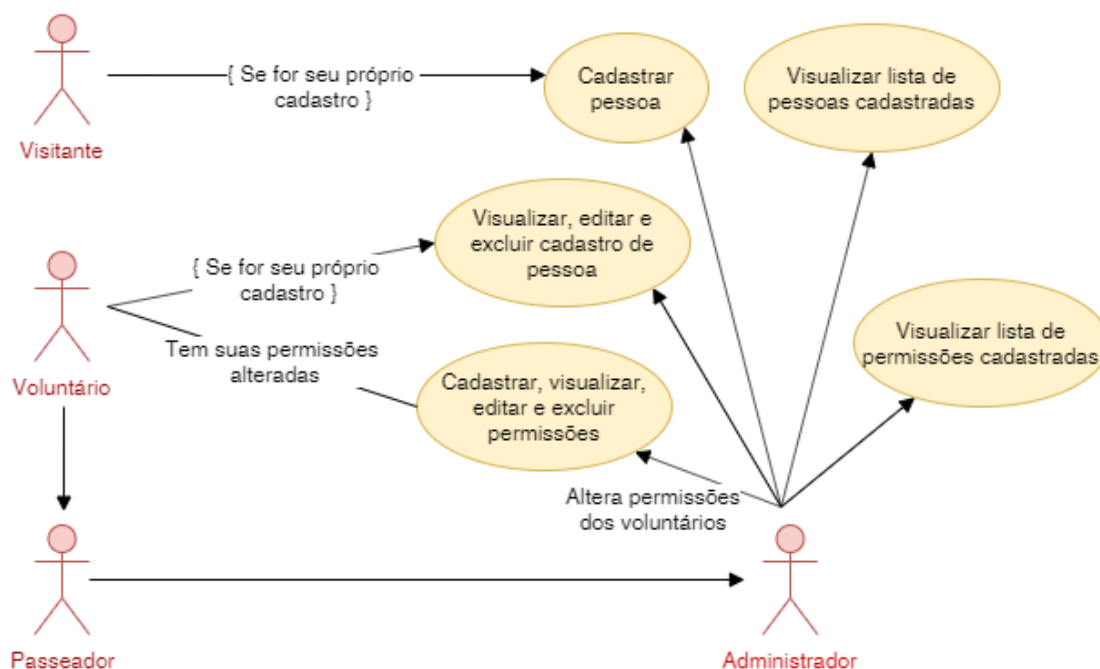 { Se for seu próprio
cadastro }
Cadastrar
pessoa
Visualizar lista de
pessoas cadastradas
Visitante
Visualizar, editar e
excluir cadastro de
pessoa
{ Se for seu próprio
cadastro }
Visualizar lista de
permissões cadastradas
Tem suas permissões
alteradas
Voluntário
Cadastrar, visualizar,
editar e excluir
permissões
Altera permissões
dos voluntários
Passeador
Administrador